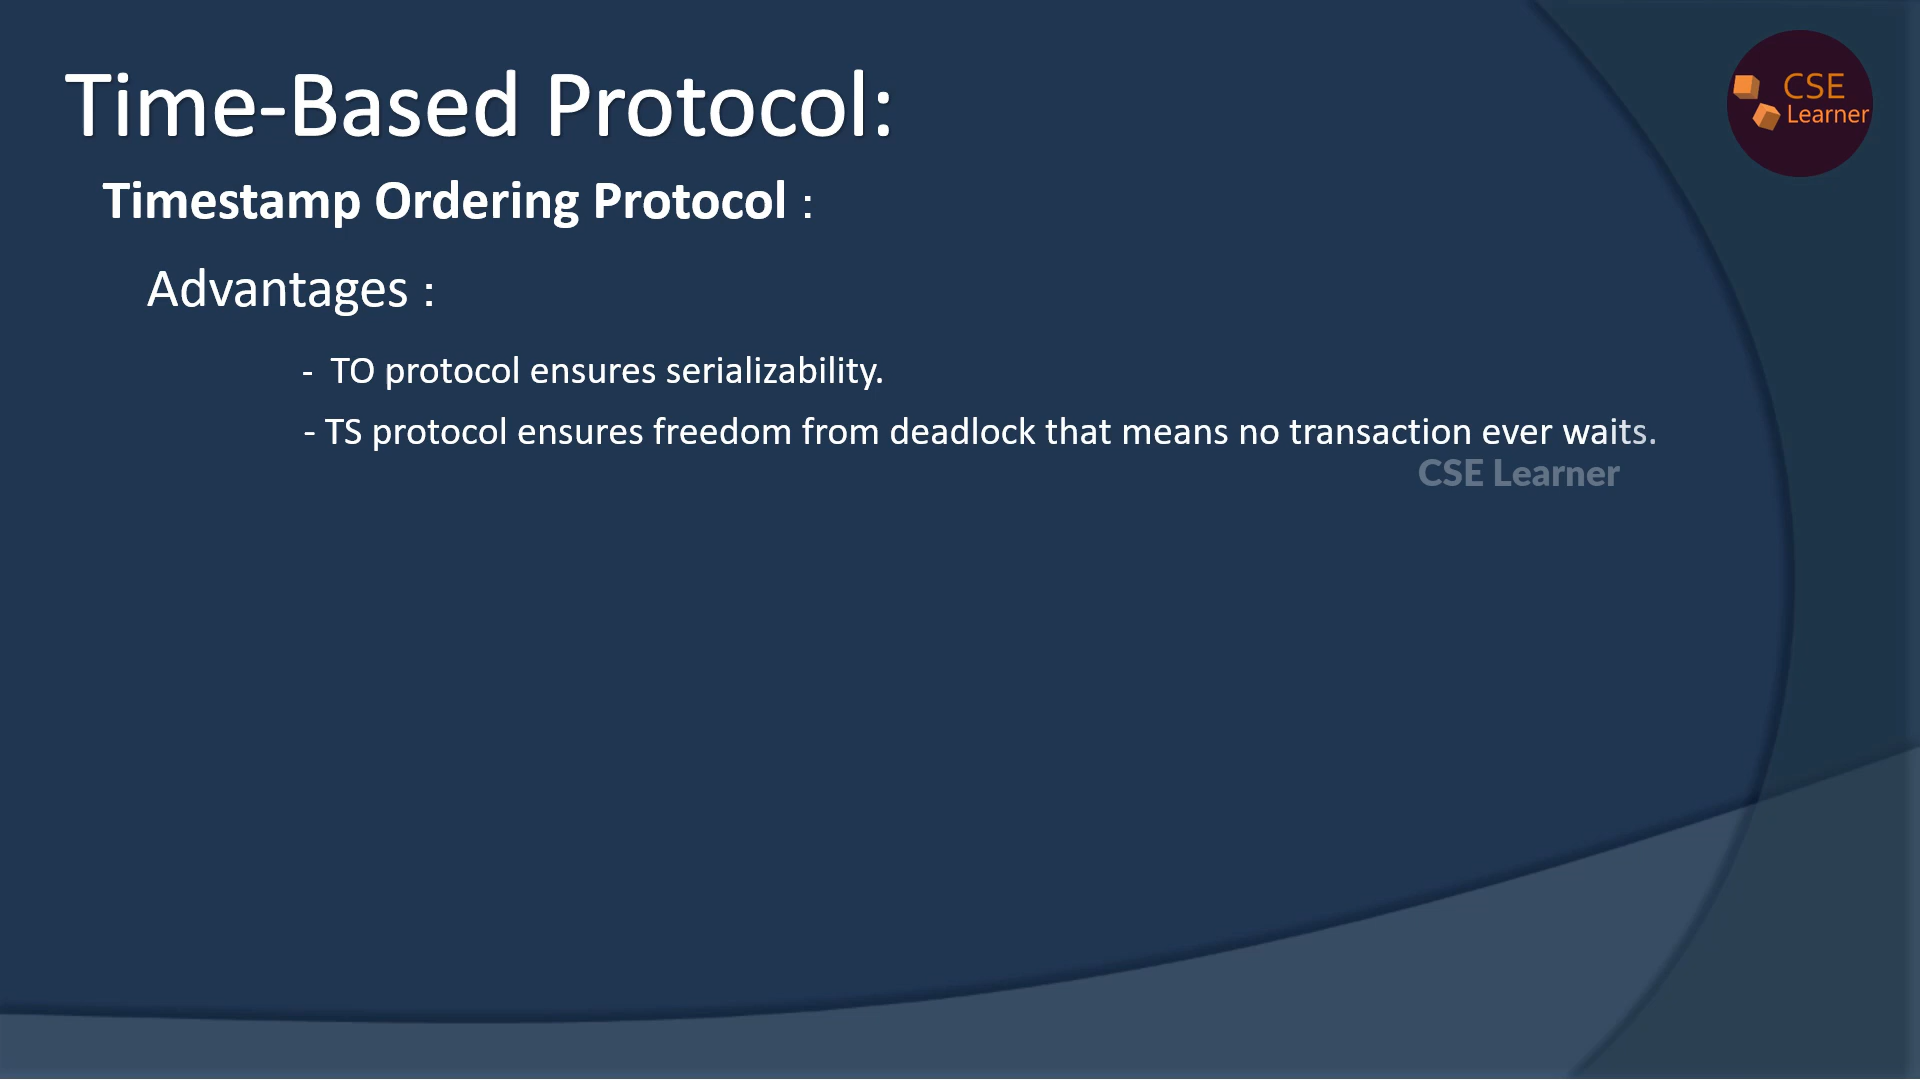 CSE
Learner
Time-Based Protocol:
Timestamp Ordering Protocol :
Advantages :
- TO protocol ensures serializability.
- TS protocol ensures freedom from deadlock that means no transaction ever waits.
CSE Learner